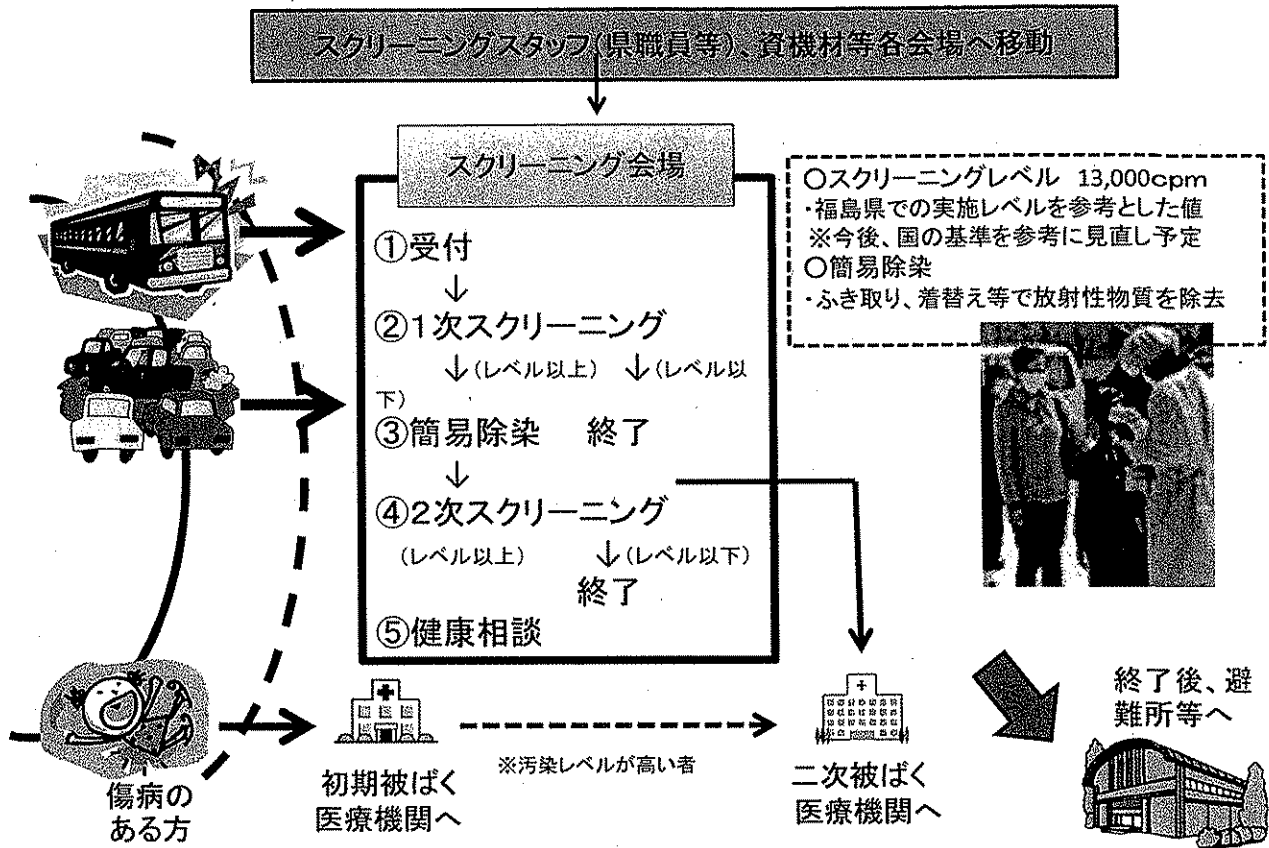 スクリーニングスタッフ(県職員等)、資機材等各会場へ移動
スクリーニング会場
①受付
↓
②1次スクリーニング
↓(レベル以上) ↓(レベル以
下)
③簡易除染 終了
↓
④2次スクリーニング
(レベル以上) ↓(レベル以下)
終了
⑤健康相談
○スクリーニングレベル 13,000cpm
・福島県での実施レベルを参考とした値
※今後、国の基準を参考に見直し予定
○簡易除染
・ふき取り、着替え等で放射性物質を除去
傷病の
ある方
初期被ばく
医療機関へ
※汚染レベルが高い者
二次被ばく
医療機関へ
終了後、避
難所等へ